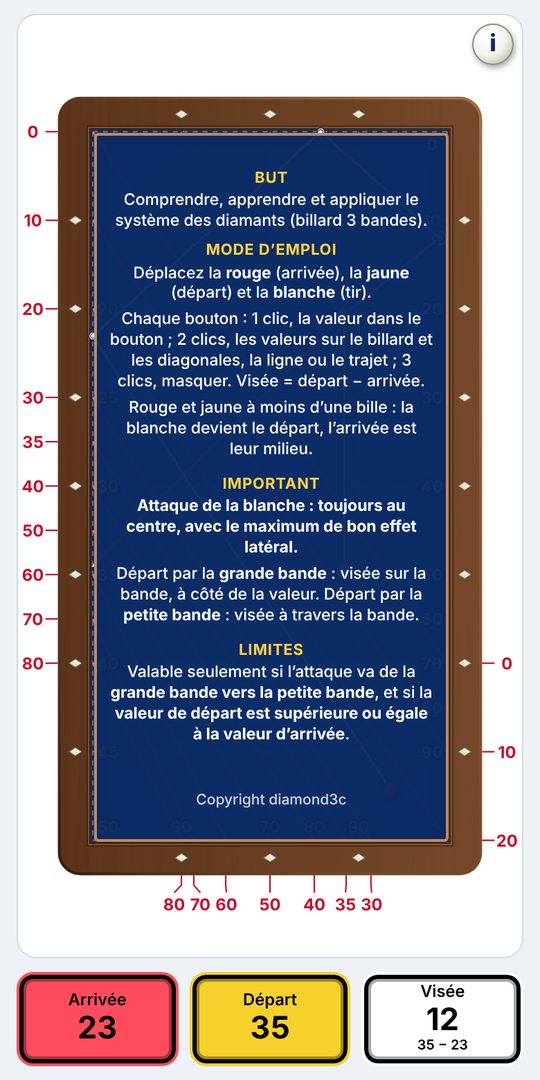 i
BUT
Comprendre, apprendre et appliquer le
système des diamants (billard 3 bandes).
MODE D’EMPLOI
Déplacez la rouge (arrivée), la jaune
(départ) et la blanche (tir).
Chaque bouton : 1 clic, la valeur dans le
bouton ; 2 clics, les valeurs sur le billard et
les diagonales, la ligne ou le trajet ; 3
clics, masquer. Visée = départ − arrivée.
Rouge et jaune à moins d’une bille : la
blanche devient le départ, l’arrivée est
leur milieu.
IMPORTANT
Attaque de la blanche : toujours au
centre, avec le maximum de bon effet
latéral.
Départ par la grande bande : visée sur la
bande, à côté de la valeur. Départ par la
petite bande : visée à travers la bande.
LIMITES
Valable seulement si l’attaque va de la
grande bande vers la petite bande, et si la
valeur de départ est supérieure ou égale
à la valeur d’arrivée.
Copyright diamond3c
0
10
20
30
35
40
50
60
70
80
0
10
20
80 70 60 50 40 35 30
Arrivée
23
Départ
35
Visée
12
35 − 23